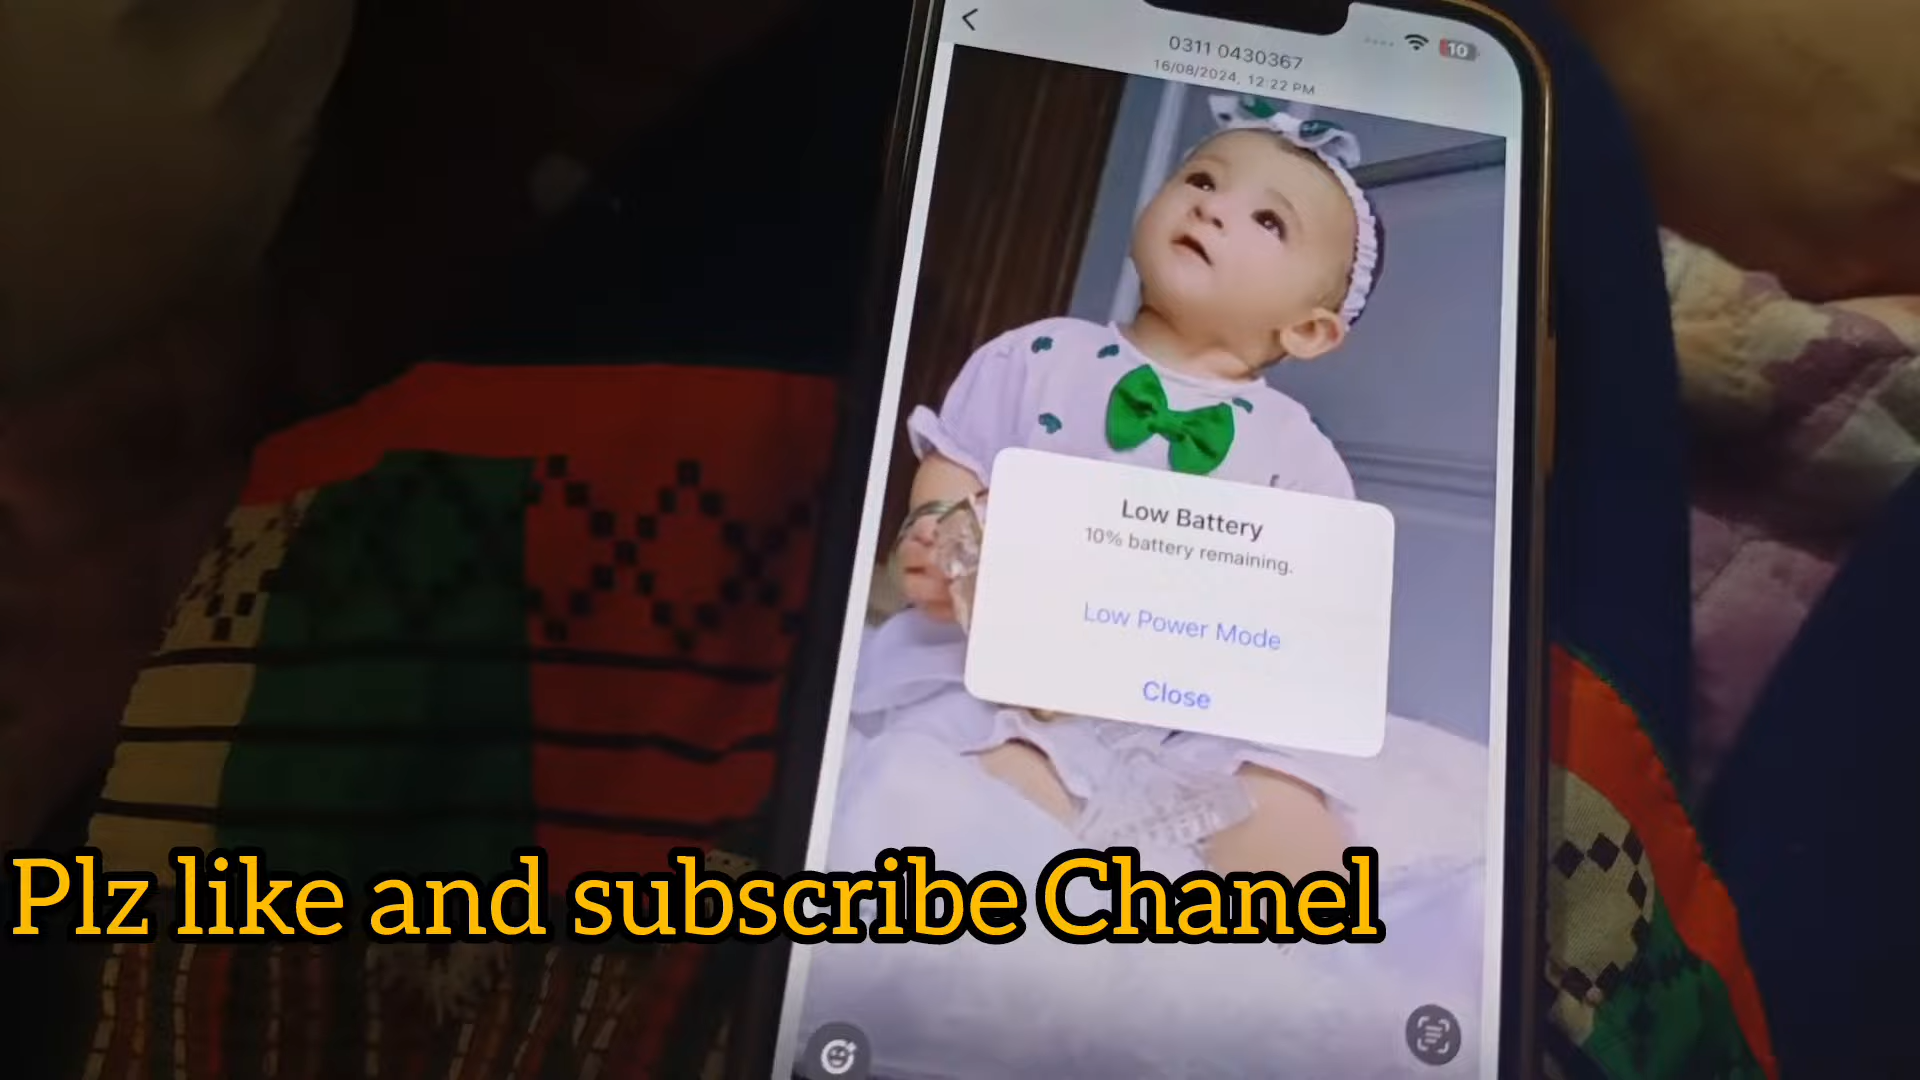 0311 0430367
10
16/08/2024, 12:22 PM
Low Battery
10% battery remaining.
Low Power Mode
Close
Plz like and subscribe Chanel